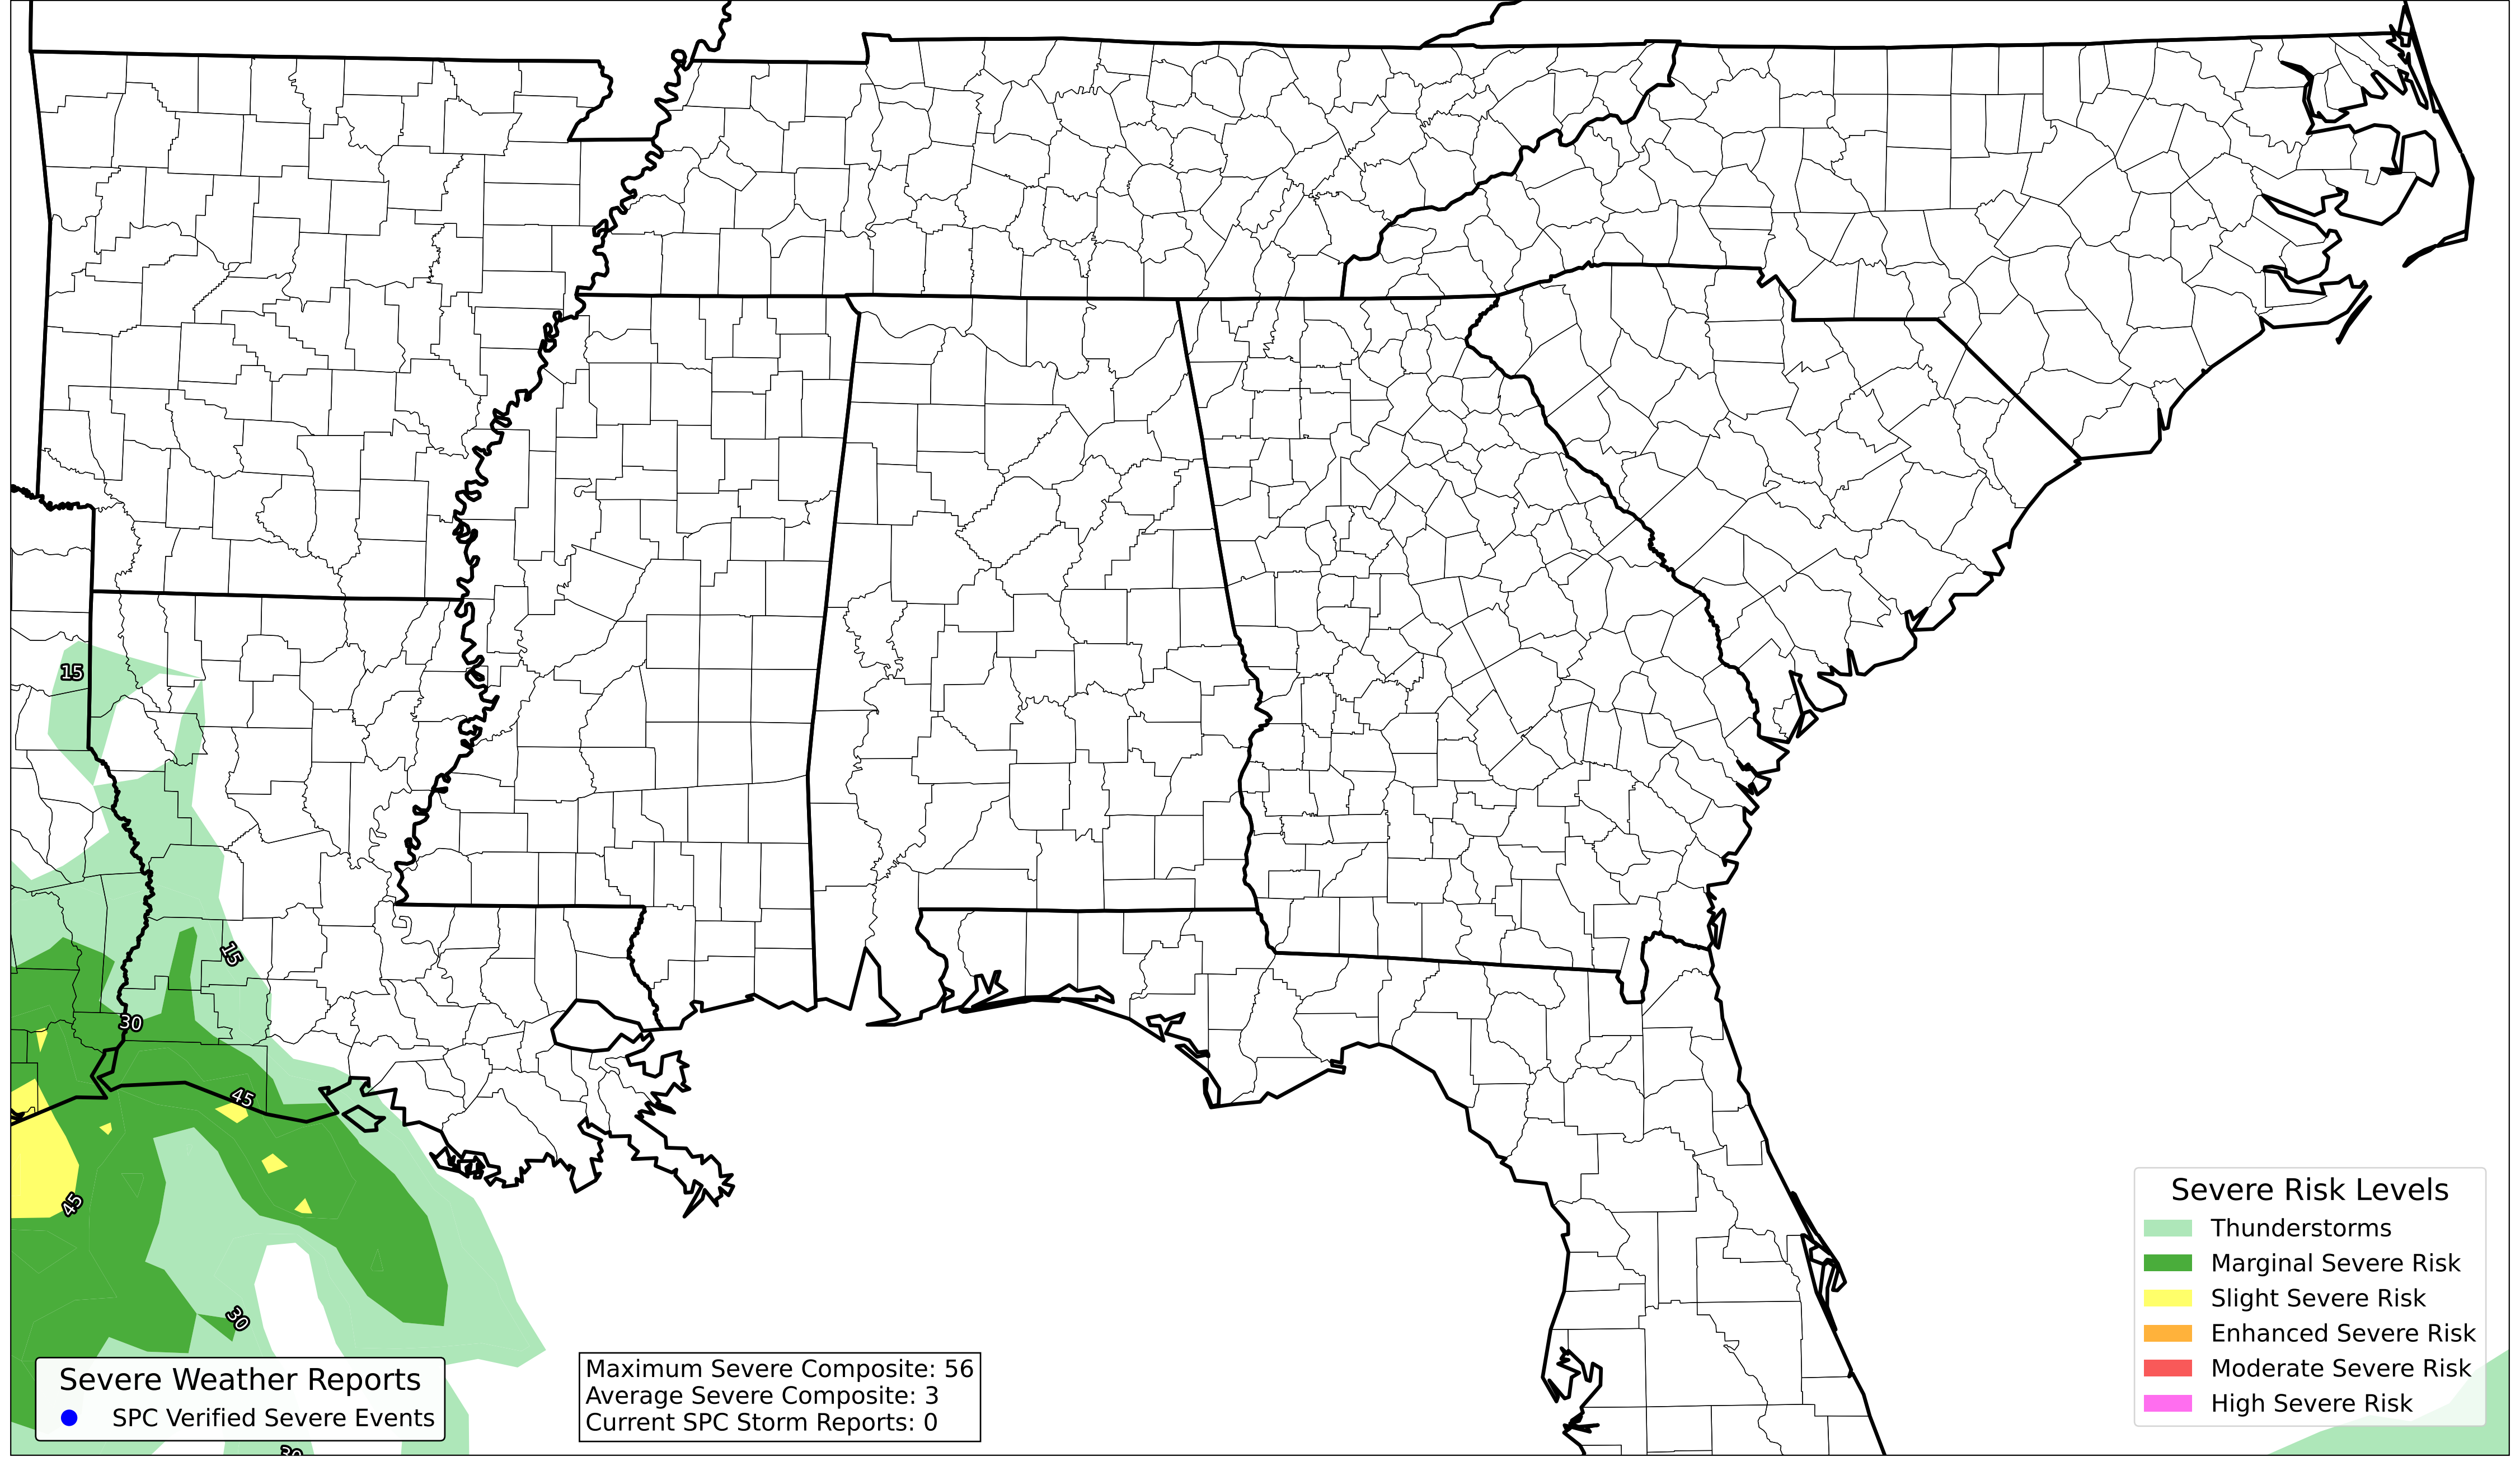 15
15
30
45
45
30
30
Severe Weather Reports
SPC Verified Severe Events
Maximum Severe Composite: 56
Average Severe Composite: 3
Current SPC Storm Reports: 0
Severe Risk Levels
Thunderstorms
Marginal Severe Risk
Slight Severe Risk
Enhanced Severe Risk
Moderate Severe Risk
High Severe Risk